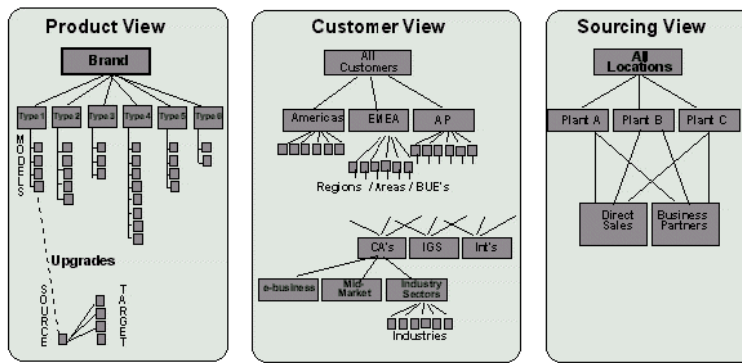 Product View
Brand
Type 1 Type 2 Type 3 Type 4 Type 5 Type 6
MODELS
Upgrades
SOURCE
TARGET
Customer View
All
Customers
Americas EMEA AP
Regions /Areas / BUE's
CA's IGS Int's
e-business Mid-
Market Industry
Sectors
Industries
Sourcing View
All
Locations
Plant A Plant B Plant C
Direct
Sales
Business
Partners